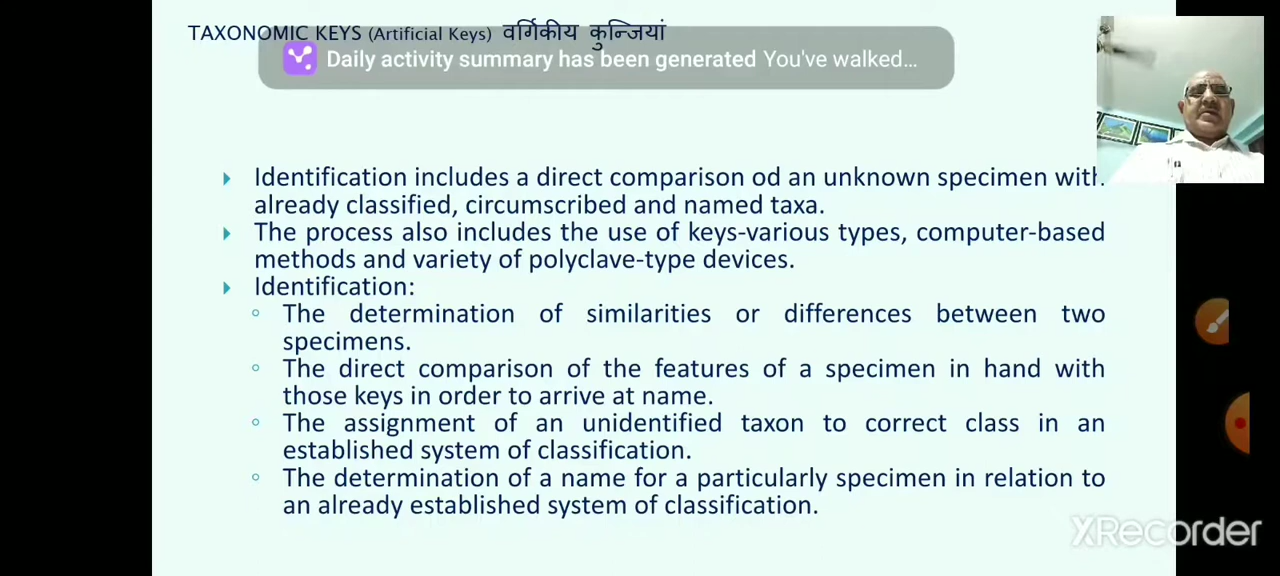 TAXONOMIC KEYS (Artificial Keys) वर्गिकीय कुन्जियां
Daily activity summary has been generated You've walked...
Identification includes a direct comparison od an unknown specimen with
already classified, circumscribed and named taxa.
The process also includes the use of keys-various types, computer-based
methods and variety of polyclave-type devices.
Identification:
The determination of similarities or differences between two
specimens.
The direct comparison of the features of a specimen in hand with
those keys in order to arrive at name.
The assignment of an unidentified taxon to correct class in an
established system of classification.
The determination of a name for a particularly specimen in relation to
an already established system of classification.
XRecorder